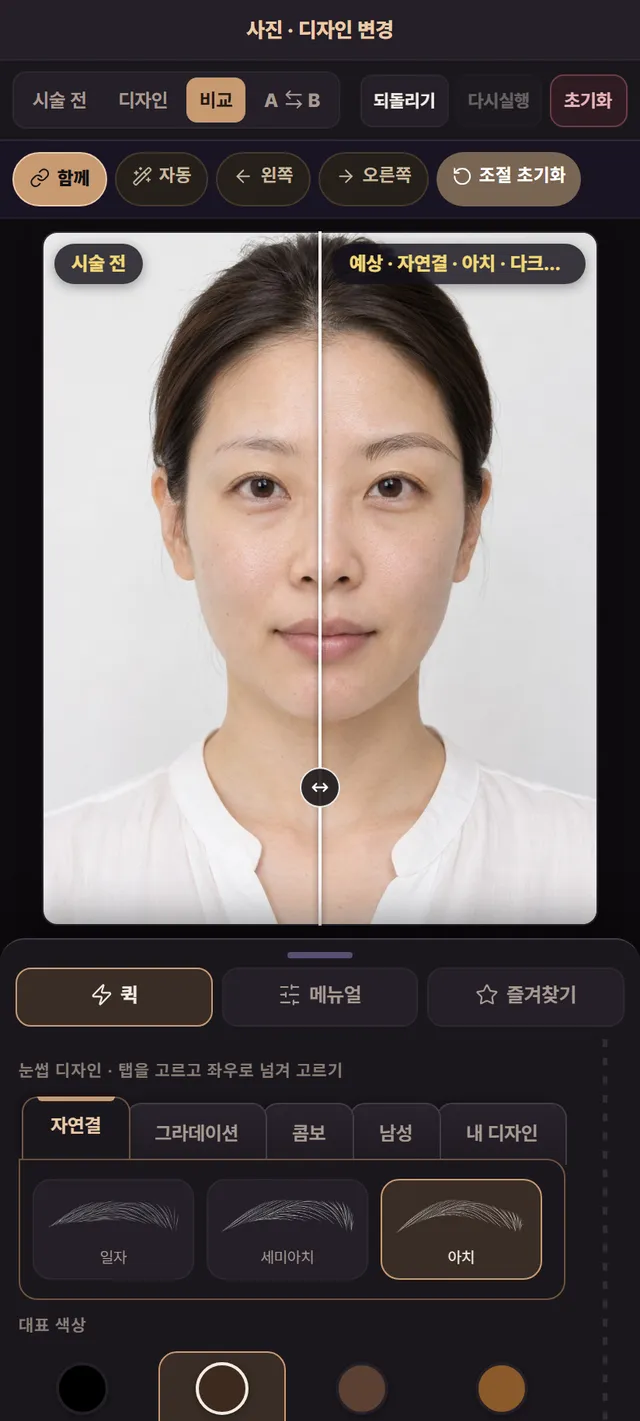 사진 · 디자인 변경
시술 전 디자인 비교 A ⇆ B 되돌리기 다시실행 초기화
함께 자동 왼쪽 오른쪽 조절 초기화
시술 전 예상 · 자연결 · 아치 · 다크...
퀵 메뉴얼 즐겨찾기
눈썹 디자인 · 탭을 고르고 좌우로 넘겨 고르기
자연결 그라데이션 콤보 남성 내 디자인
일자 세미아치 아치
대표 색상